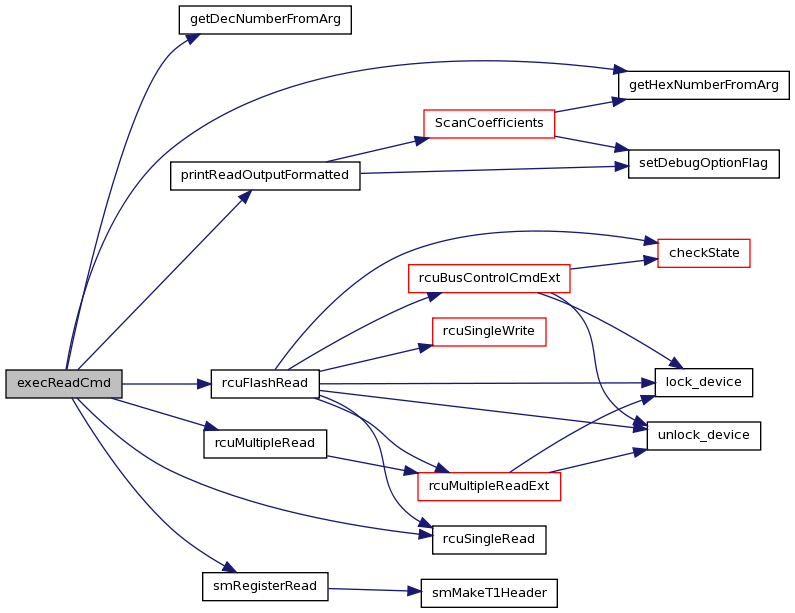 getDecNumberFromArg
getHexNumberFromArg
ScanCoefficients
setDebugOptionFlag
printReadOutputFormatted
checkState
rcuBusControlCmdExt
rcuSingleWrite
execReadCmd
rcuFlashRead
lock_device
rcuMultipleRead
unlock_device
rcuMultipleReadExt
rcuSingleRead
smRegisterRead
smMakeT1Header